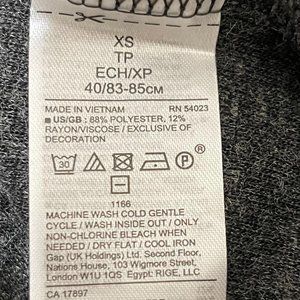 XS
TP
ECH/XP
40/83-85CM
MADE IN VIETNAM RN 54023
US/GB : 88% POLYESTER, 12%
RAYON/VISCOSE / EXCLUSIVE OF
DECORATION
30 P
1166
MACHINE WASH COLD GENTLE
CYCLE / WASH INSIDE OUT / ONLY
NON-CHLORINE BLEACH WHEN
NEEDED / DRY FLAT / COOL IRON
Gap (UK Holdings) Ltd. Second Floor,
Nations House, 103 Wigmore Street,
London W1U 1QS Egypt: RIGE, LLC
CA 17897